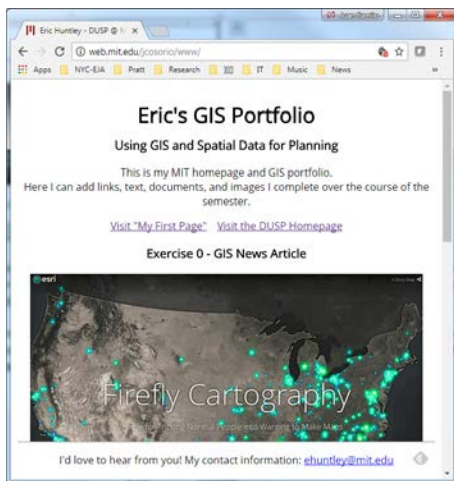 Eric Huntley - DUSP @ M
web.mit.edu/jcosorio/www/
Apps NYC-EJA Pratt Research IT Music News
Eric's GIS Portfolio
Using GIS and Spatial Data for Planning
This is my MIT homepage and GIS portfolio.
Here I can add links, text, documents, and images I complete over the course of the
semester.
Visit "My First Page" Visit the DUSP Homepage
Exercise 0 - GIS News Article
esri
Firefly Cartography
I'd love to hear from you! My contact information: ehuntley@mit.edu